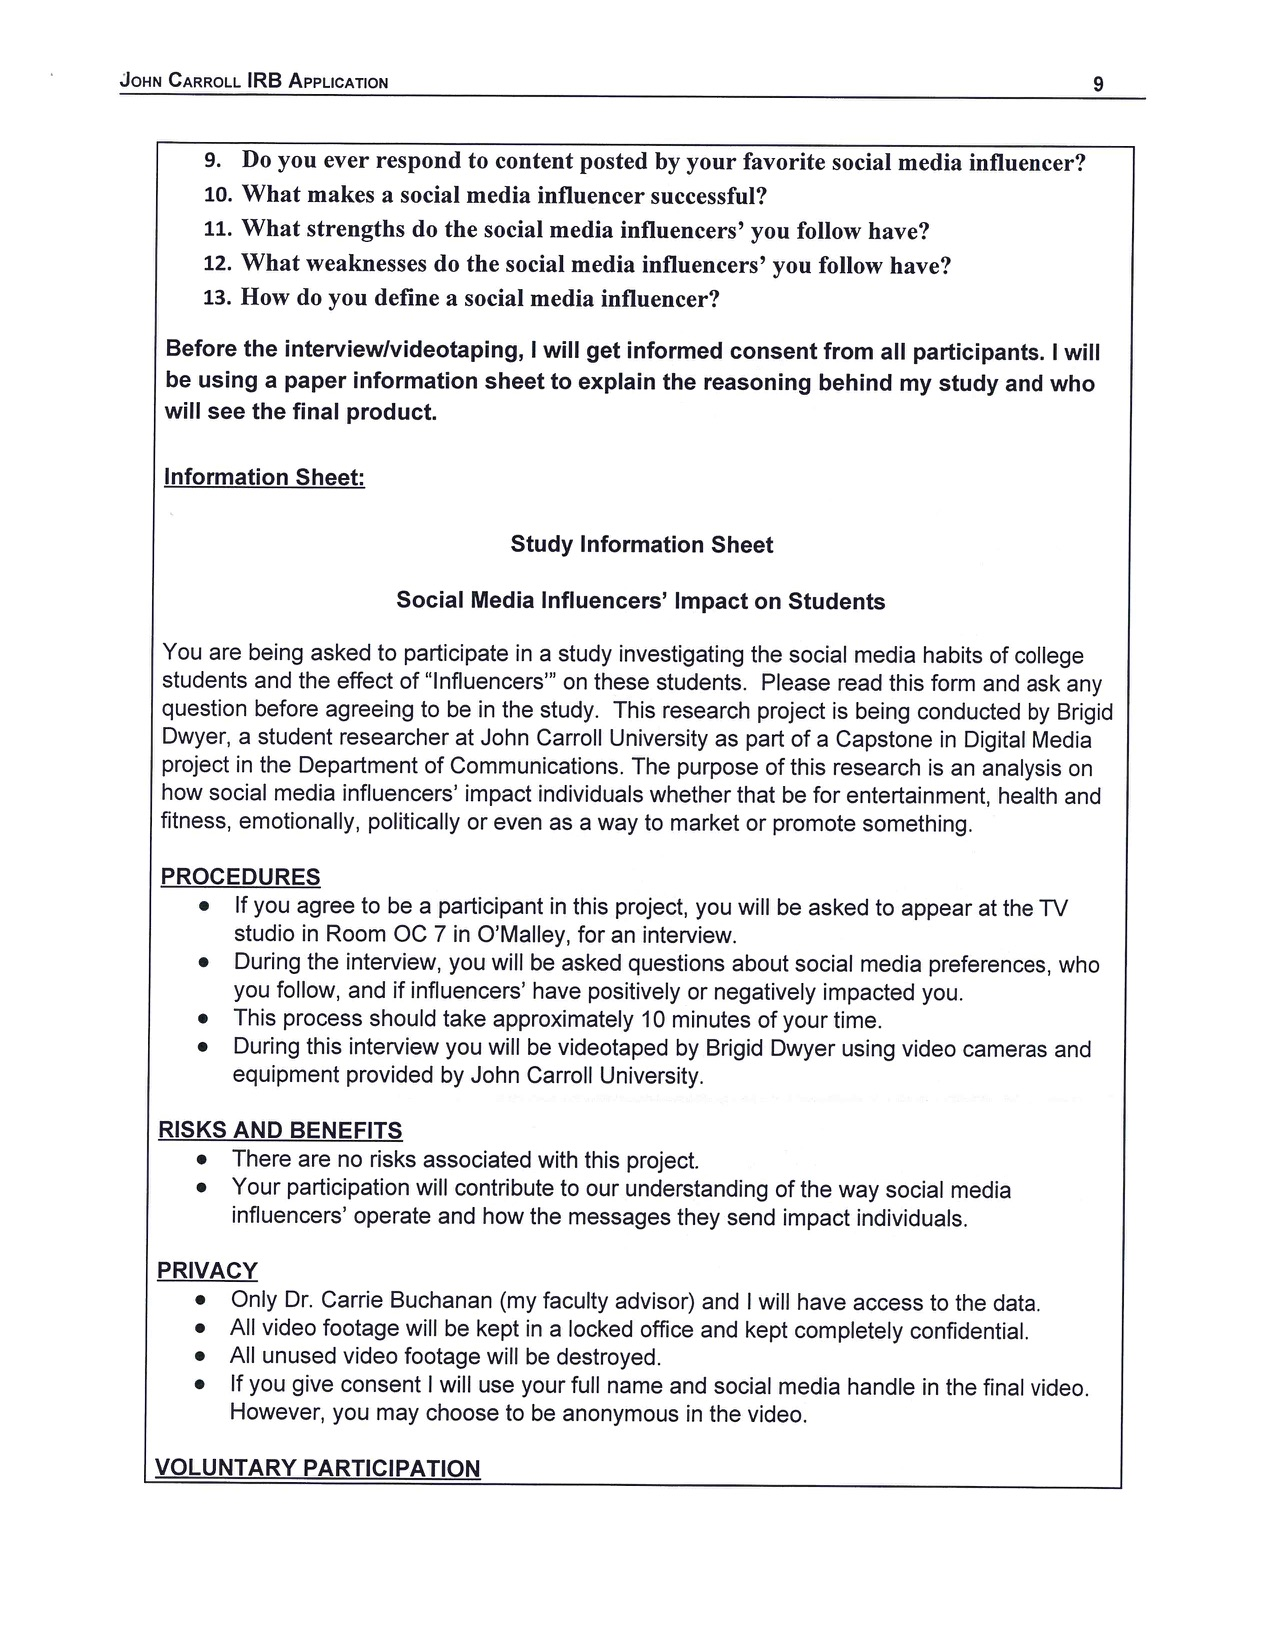 JOHN CARROLL IRB APPLICATION 9
9. Do you ever respond to content posted by your favorite social media influencer?
10. What makes a social media influencer successful?
11. What strengths do the social media influencers’ you follow have?
12. What weaknesses do the social media influencers’ you follow have?
13. How do you define a social media influencer?
Before the interview/videotaping, I will get informed consent from all participants. I will
be using a paper information sheet to explain the reasoning behind my study and who
will see the final product.
Information Sheet:
Study Information Sheet
Social Media Influencers’ Impact on Students
You are being asked to participate in a study investigating the social media habits of college
students and the effect of “Influencers’” on these students.  Please read this form and ask any
question before agreeing to be in the study.  This research project is being conducted by Brigid
Dwyer, a student researcher at John Carroll University as part of a Capstone in Digital Media
project in the Department of Communications. The purpose of this research is an analysis on
how social media influencers’ impact individuals whether that be for entertainment, health and
fitness, emotionally, politically or even as a way to market or promote something.
PROCEDURES
● If you agree to be a participant in this project, you will be asked to appear at the TV
studio in Room OC 7 in O’Malley, for an interview.
● During the interview, you will be asked questions about social media preferences, who
you follow, and if influencers’ have positively or negatively impacted you.
● This process should take approximately 10 minutes of your time.
● During this interview you will be videotaped by Brigid Dwyer using video cameras and
equipment provided by John Carroll University.
RISKS AND BENEFITS
● There are no risks associated with this project.
● Your participation will contribute to our understanding of the way social media
influencers’ operate and how the messages they send impact individuals.
PRIVACY
● Only Dr. Carrie Buchanan (my faculty advisor) and I will have access to the data.
● All video footage will be kept in a locked office and kept completely confidential.
● All unused video footage will be destroyed.
● If you give consent I will use your full name and social media handle in the final video.
However, you may choose to be anonymous in the video.
VOLUNTARY PARTICIPATION